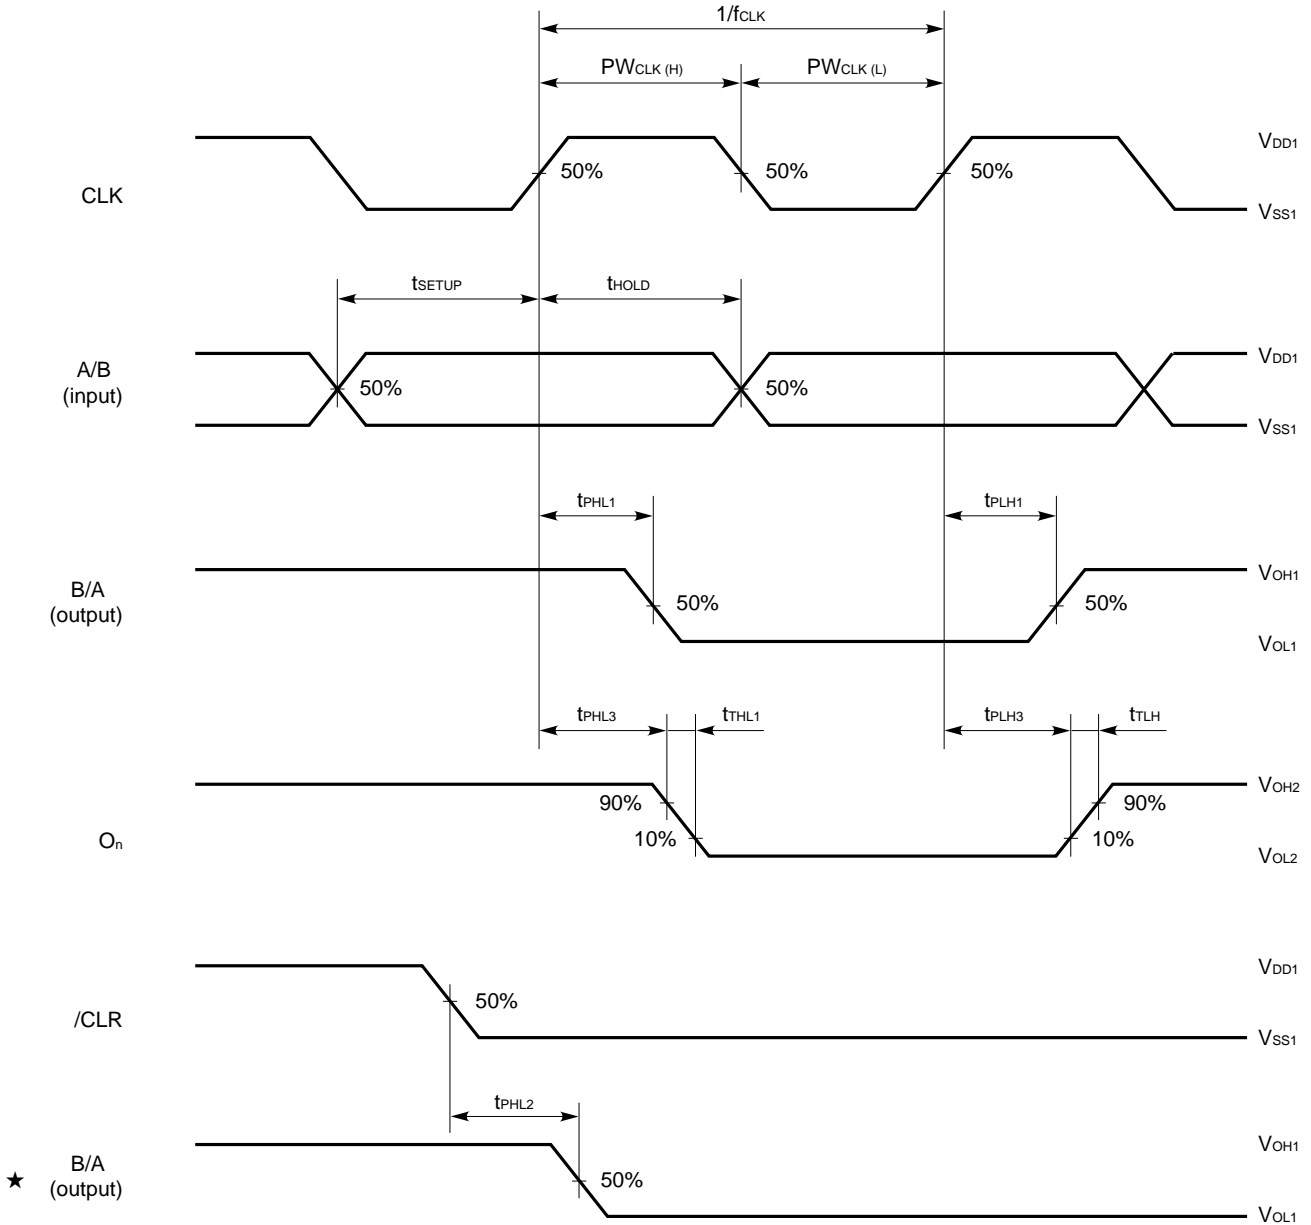 1/fCLK
PWCLK (H) PWCLK (L)
CLK 50% 50% 50% VDD1
VSS1
tSETUP tHOLD
A/B
(input)
50% 50% VDD1
VSS1
tPHL1 tPLH1
B/A
(output)
50% 50% VOH1
VOL1
tPHL3 tTHL1 tPLH3 tTLH
On
90% 10% 90% 10% VOH2
VOL2
/CLR 50% VDD1
VSS1
tPHL2
★ B/A
(output)
50% VOH1
VOL1